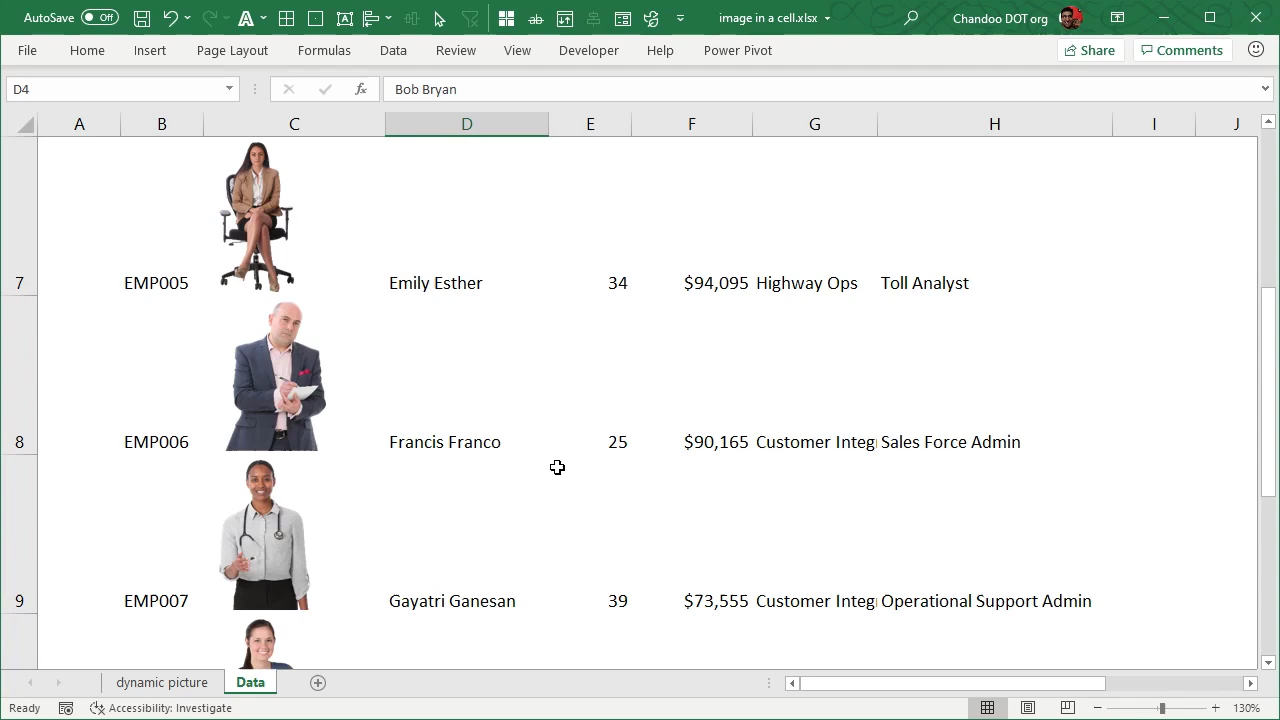 AutoSave Off image in a cell.xlsx Chandoo DOT org
File Home Insert Page Layout Formulas Data Review View Developer Help Power Pivot Share Comments
D4 fx Bob Bryan
A B C D E F G H I J
7 EMP005 Emily Esther 34 $94,095 Highway Ops Toll Analyst
8 EMP006 Francis Franco 25 $90,165 Customer Integ Sales Force Admin
9 EMP007 Gayatri Ganesan 39 $73,555 Customer Integ Operational Support Admin
dynamic picture Data
Ready Accessibility: Investigate 130%